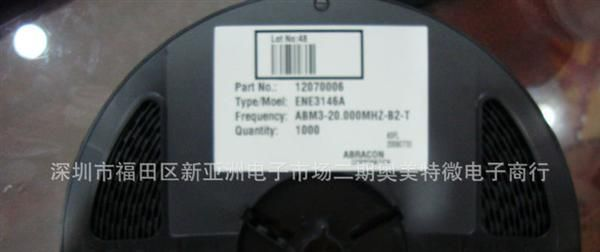 Lot No:48
Part No.: 12070006
Type/Moel: ENE3146A
Frequency: ABM3-20.000MHZ-B2-T
Quantity: 1000
ABRACON
深圳市福田区新亚洲电子市场二期奥美特微电子商行